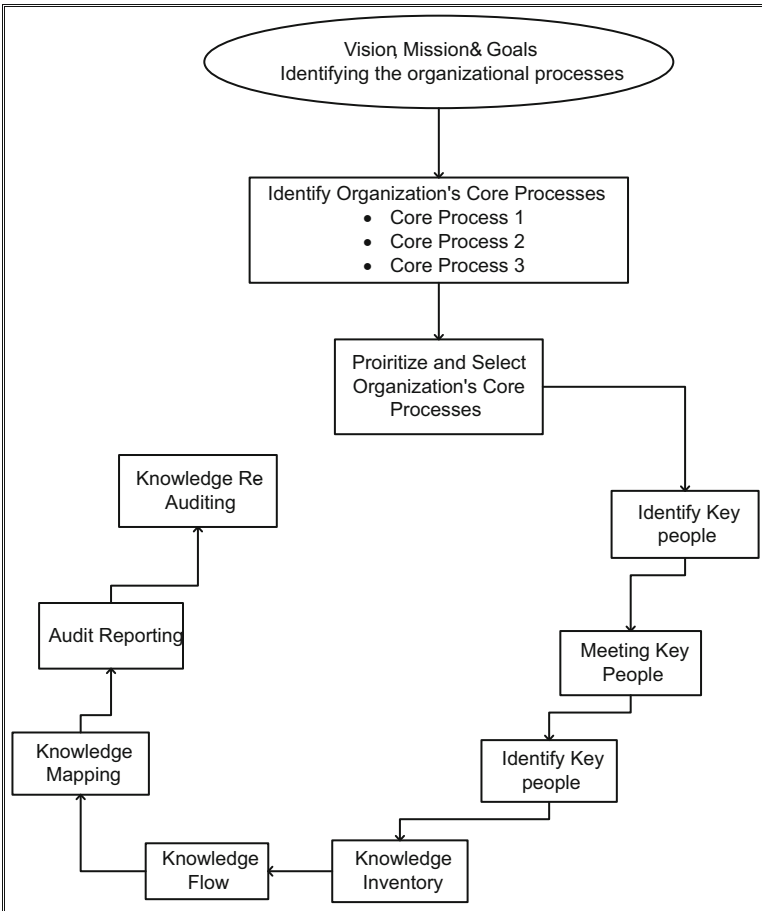 Vision, Mission& Goals
Identifying the organizational processes
Identify Organization's Core Processes
• Core Process 1
• Core Process 2
• Core Process 3
Proiritize and Select
Organization's Core
Processes
Identify Key
people
Meeting Key
People
Identify Key
people
Knowledge
Inventory
Knowledge
Flow
Knowledge
Mapping
Audit Reporting
Knowledge Re
Auditing